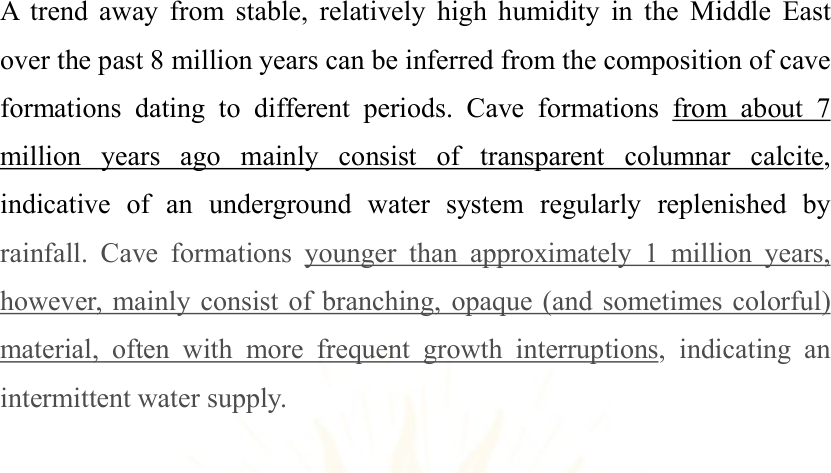 A trend away from stable, relatively high humidity in the Middle East
over the past 8 million years can be inferred from the composition of cave
formations dating to different periods. Cave formations from about 7
million years ago mainly consist of transparent columnar calcite,
indicative of an underground water system regularly replenished by
rainfall. Cave formations younger than approximately 1 million years,
however, mainly consist of branching, opaque (and sometimes colorful)
material, often with more frequent growth interruptions, indicating an
intermittent water supply.